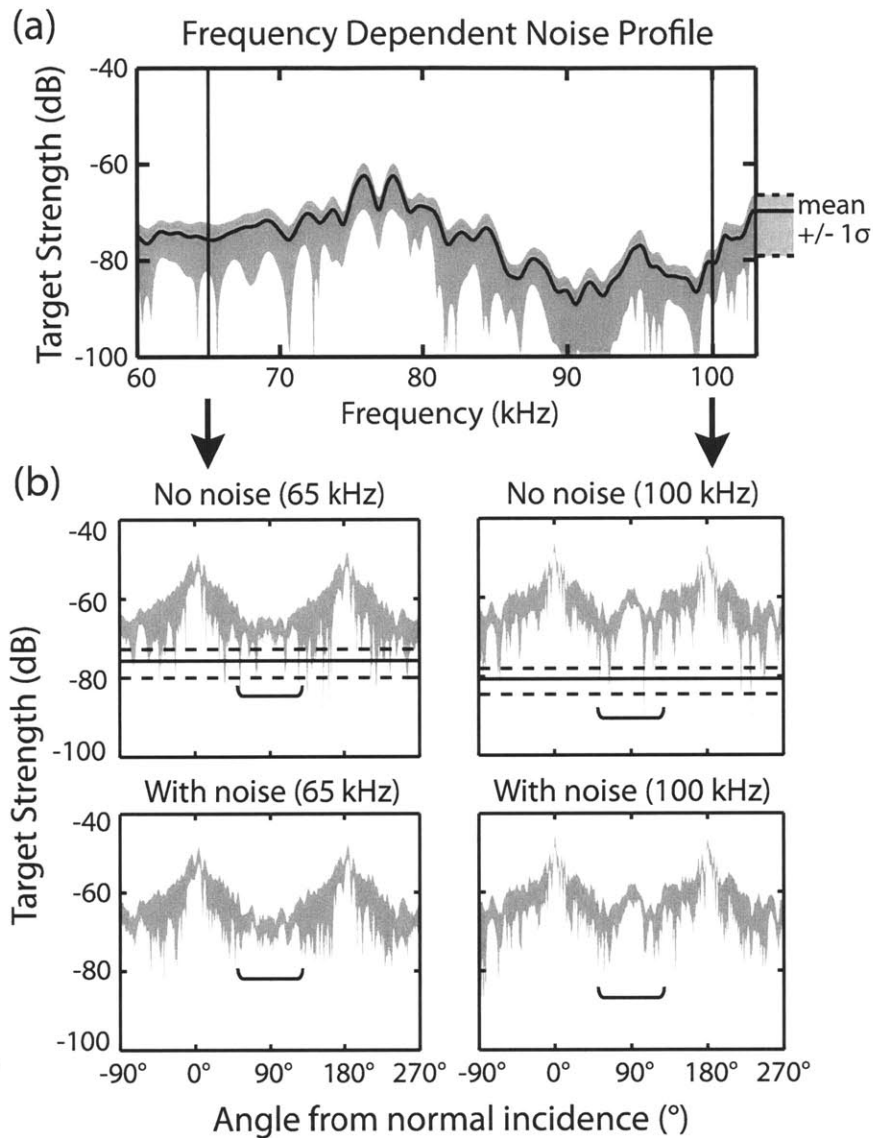 (a)
Frequency Dependent Noise Profile
Target Strength (dB)
-40
-60
-80
-100
60
70
80
90
100
Frequency (kHz)
mean
+/- 1σ
(b)
No noise (65 kHz)
No noise (100 kHz)
Target Strength (dB)
-40
-60
-80
-100
With noise (65 kHz)
With noise (100 kHz)
-40
-60
-80
-100
-90°
0°
90°
180°
270°
-90°
0°
90°
180°
270°
Angle from normal incidence (°)